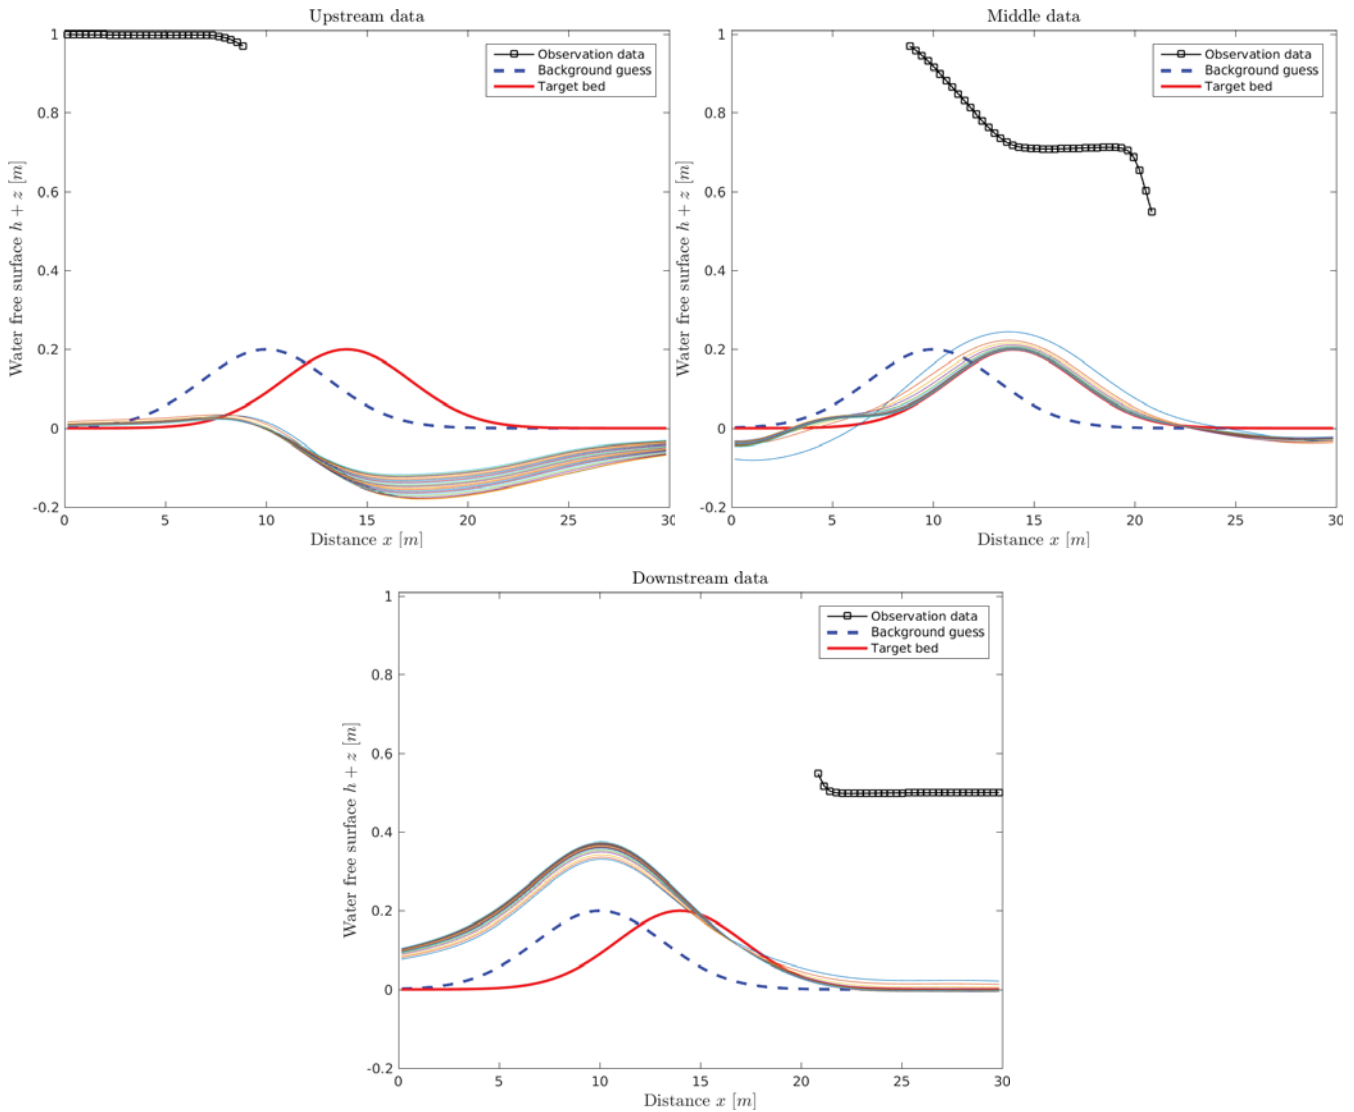 Upstream data
1
0.8
0.6
0.4
0.2
0
-0.2
Water free surface h + z [m]
Observation data
Background guess
Target bed
0 5 10 15 20 25 30
Distance x [m]
Middle data
1
0.8
0.6
0.4
0.2
0
-0.2
Water free surface h + z [m]
Observation data
Background guess
Target bed
0 5 10 15 20 25 30
Distance x [m]
Downstream data
1
0.8
0.6
0.4
0.2
0
-0.2
Water free surface h + z [m]
Observation data
Background guess
Target bed
0 5 10 15 20 25 30
Distance x [m]